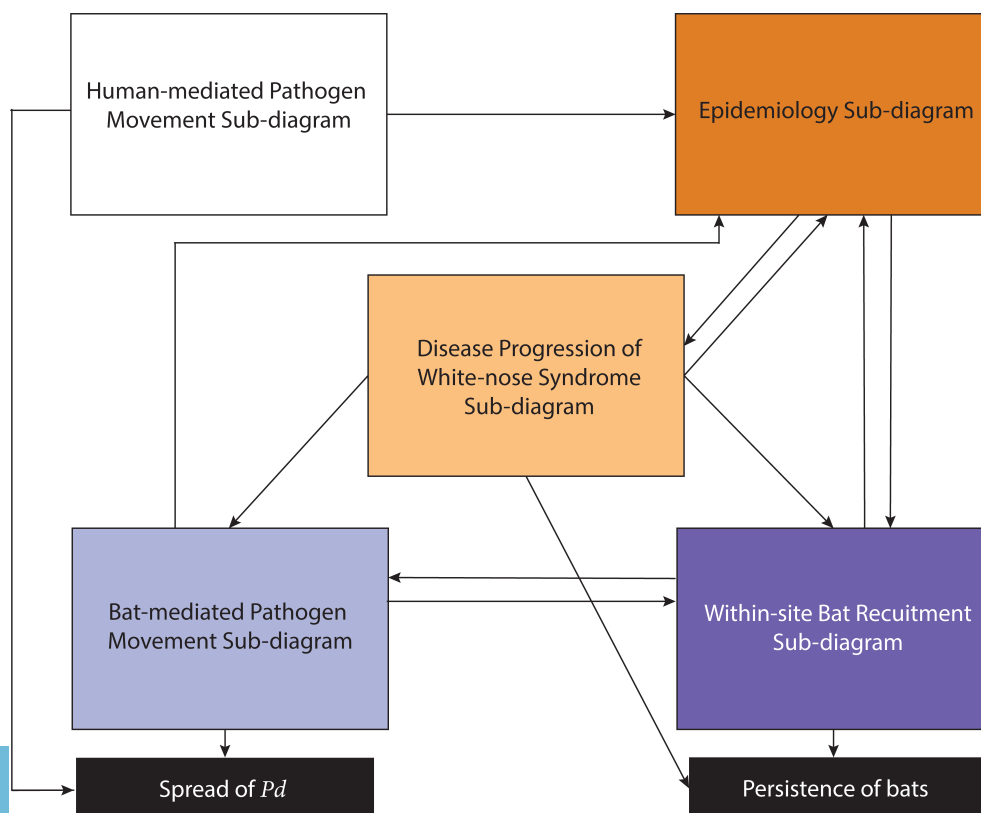 Human-mediated Pathogen
Movement Sub-diagram
Epidemiology Sub-diagram
Disease Progression of
White-nose Syndrome
Sub-diagram
Bat-mediated Pathogen
Movement Sub-diagram
Within-site Bat Recuitment
Sub-diagram
Spread of Pd
Persistence of bats